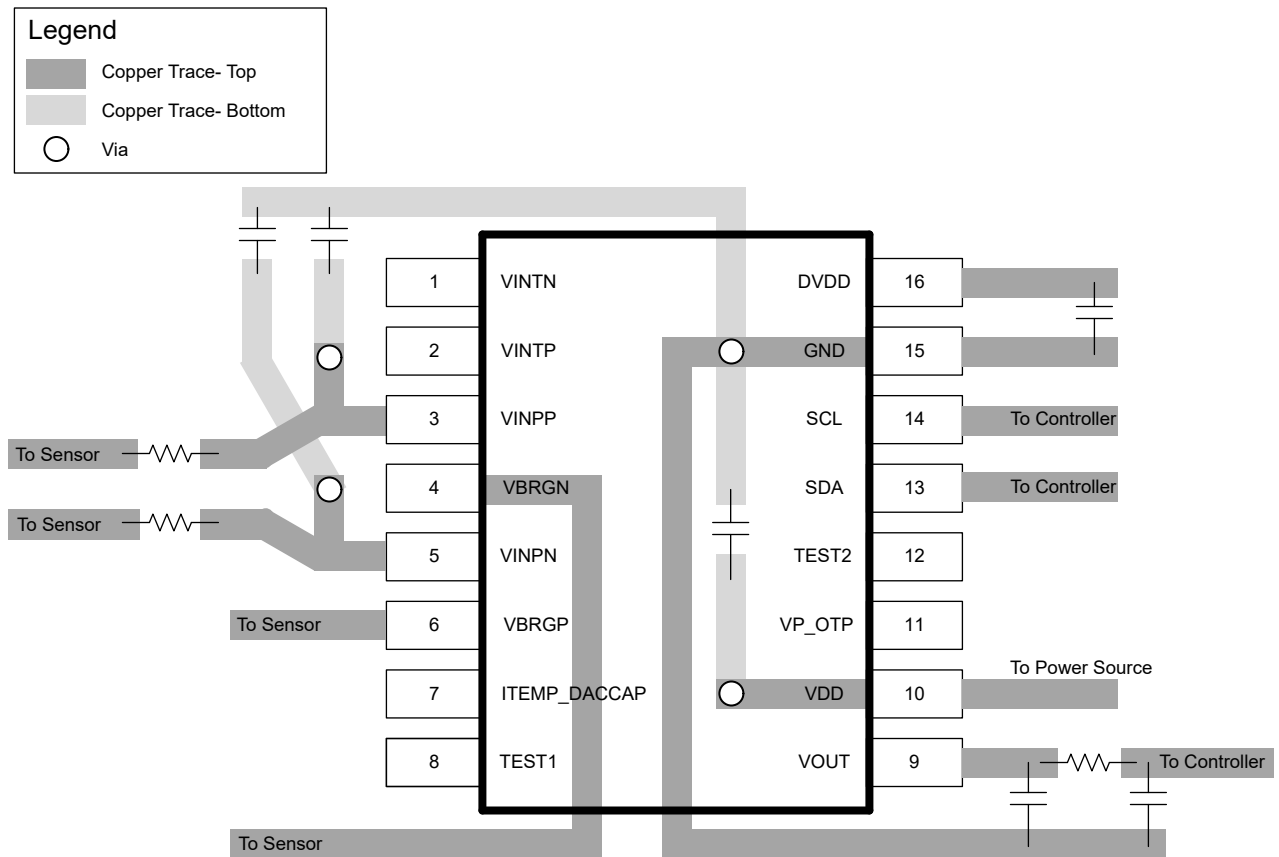 Legend
Copper Trace- Top
Copper Trace- Bottom
Via
1 VINTN DVDD 16
2 VINTP GND 15
3 VINPP SCL 14 To Controller
To Sensor
4 VBRGN SDA 13 To Controller
To Sensor
5 VINPN TEST2 12
To Sensor 6 VBRGP VP_OTP 11
To Power Source
7 ITEMP_DACCAP VDD 10
8 TEST1 VOUT 9 To Controller
To Sensor